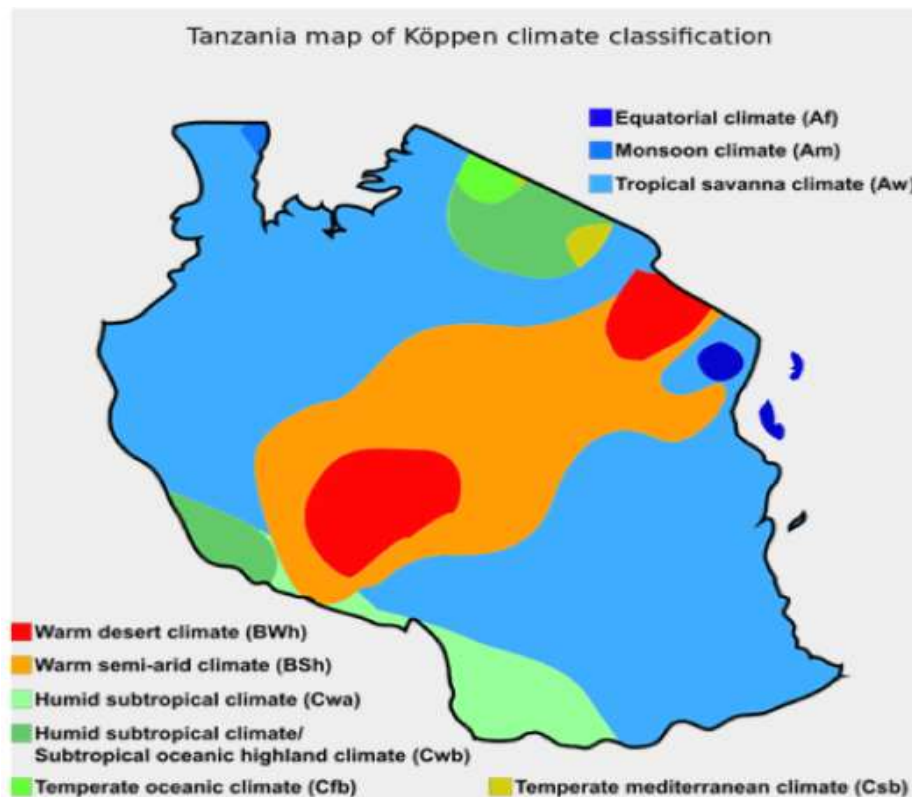 Tanzania map of Köppen climate classification
Equatorial climate (Af)
Monsoon climate (Am)
Tropical savanna climate (Aw)
Warm desert climate (BWh)
Warm semi-arid climate (BSh)
Humid subtropical climate (Cwa)
Humid subtropical climate/
Subtropical oceanic highland climate (Cwb)
Temperate oceanic climate (Cfb)
Temperate mediterranean climate (Csb)